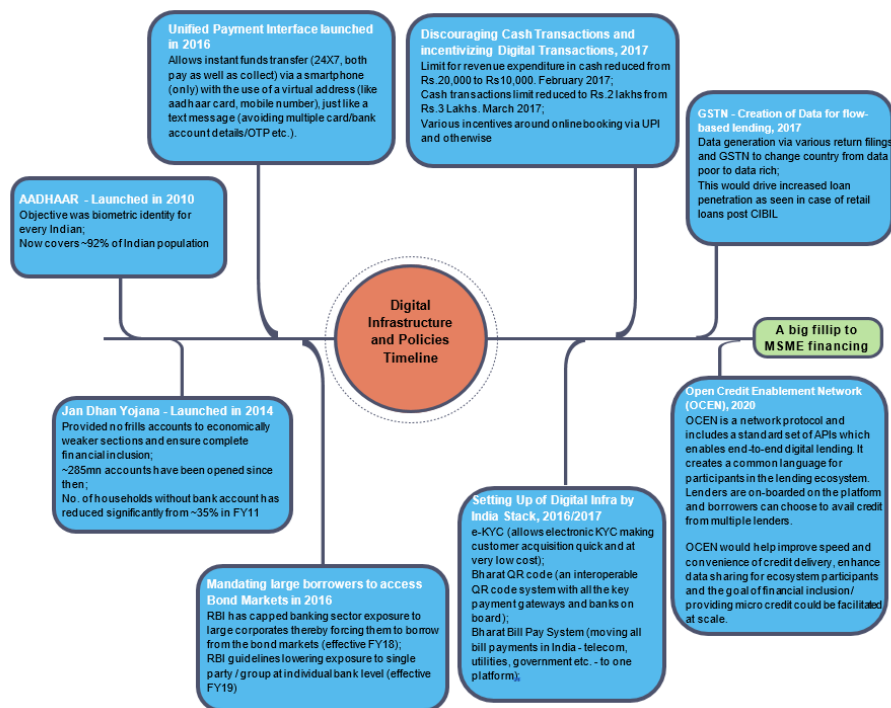 Unified Payment Interface launched
in 2016
Allows instant funds transfer (24X7, both
pay as well as collect) via a smartphone
(only) with the use of a virtual address (like
aadhaar card, mobile number), just like a
text message (avoiding multiple card/bank
account details/OTP etc.).
Discouraging Cash Transactions and
incentivizing Digital Transactions, 2017
Limit for revenue expenditure in cash reduced from
Rs.20,000 to Rs10,000. February 2017;
Cash transactions limit reduced to Rs.2 lakhs from
Rs.3 Lakhs. March 2017;
Various incentives around online booking via UPI
and otherwise
GSTN - Creation of Data for flow-
based lending, 2017
Data generation via various return filings
and GSTN to change country from data
poor to data rich;
This would drive increased loan
penetration as seen in case of retail
loans post CIBIL
AADHAAR - Launched in 2010
Objective was biometric identity for
every Indian;
Now covers ~92% of Indian population
Digital
Infrastructure
and Policies
Timeline
A big fillip to
MSME financing
Jan Dhan Yojana - Launched in 2014
Provided no frills accounts to economically
weaker sections and ensure complete
financial inclusion;
~285mn accounts have been opened since
then;
No. of households without bank account has
reduced significantly from ~35% in FY11
Mandating large borrowers to access
Bond Markets in 2016
RBI has capped banking sector exposure to
large corporates thereby forcing them to borrow
from the bond markets (effective FY18);
RBI guidelines lowering exposure to single
party / group at individual bank level (effective
FY19)
Setting Up of Digital Infra by
India Stack, 2016/2017
e-KYC (allows electronic KYC making
customer acquisition quick and at
very low cost);
Bharat QR code (an interoperable
QR code system with all the key
payment gateways and banks on
board);
Bharat Bill Pay System (moving all
bill payments in India - telecom,
utilities, government etc. - to one
platform);
Open Credit Enablement Network
(OCEN), 2020
OCEN is a network protocol and
includes a standard set of APIs which
enables end-to-end digital lending. It
creates a common language for
participants in the lending ecosystem.
Lenders are on-boarded on the platform
and borrowers can choose to avail credit
from multiple lenders.
OCEN would help improve speed and
convenience of credit delivery, enhance
data sharing for ecosystem participants
and the goal of financial inclusion/
providing micro credit could be facilitated
at scale.